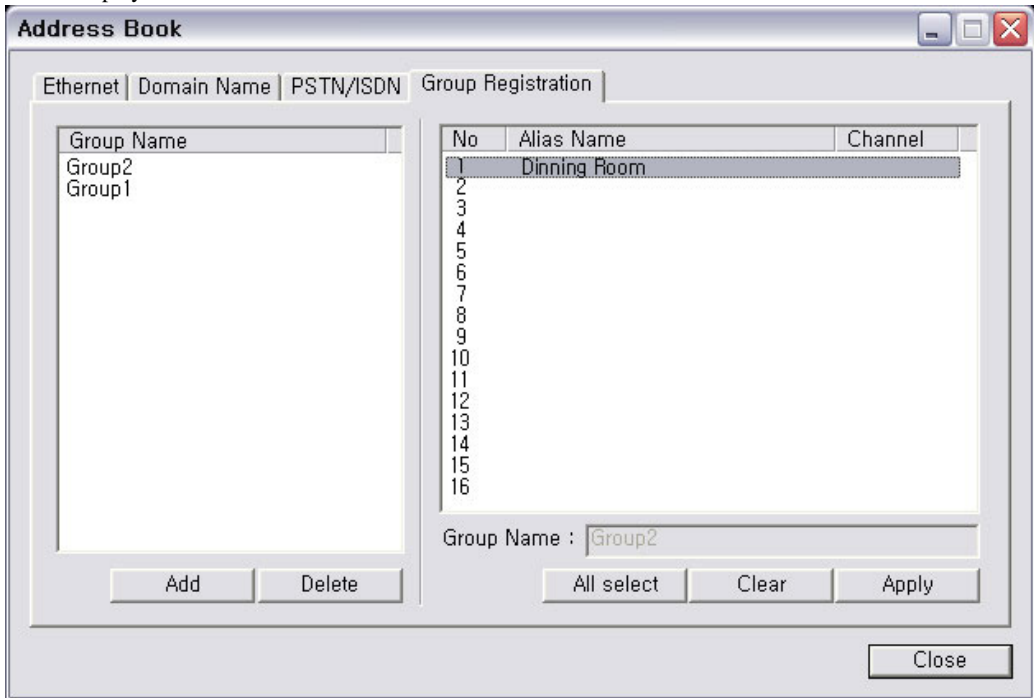 Address Book
Ethernet Domain Name PSTN/ISDN Group Registration
Group Name
Group2
Group1
No Alias Name Channel
1 Dinning Room
2
3
4
5
6
7
8
9
10
11
12
13
14
15
16
Group Name : Group2
Add Delete
All select Clear Apply
Close